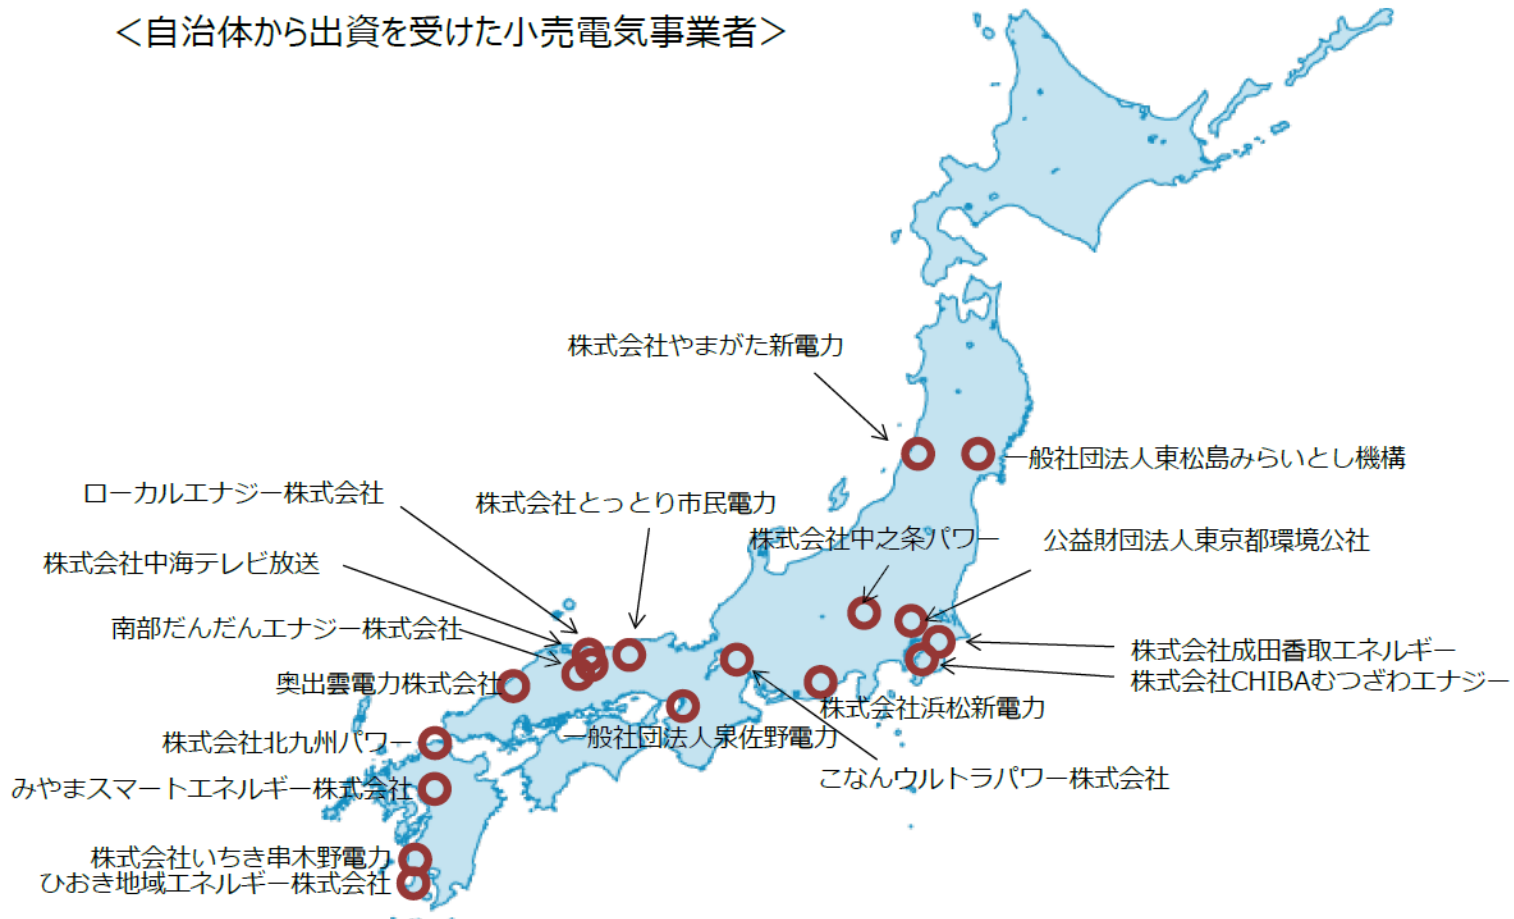 ＜自治体から出資を受けた小売電気事業者＞
株式会社やまがた新電力
一般社団法人東松島みらいとし機構
ローカルエナジー株式会社
株式会社とっとり市民電力
株式会社中之条パワー
公益財団法人東京都環境公社
株式会社中海テレビ放送
南部だんだんエナジー株式会社
株式会社成田香取エネルギー
株式会社CHIBAむつざわエナジー
奥出雲電力株式会社
株式会社浜松新電力
一般社団法人泉佐野電力
株式会社北九州パワー
こなんウルトラパワー株式会社
みやまスマートエネルギー株式会社
株式会社いちき串木野電力
ひおき地域エネルギー株式会社